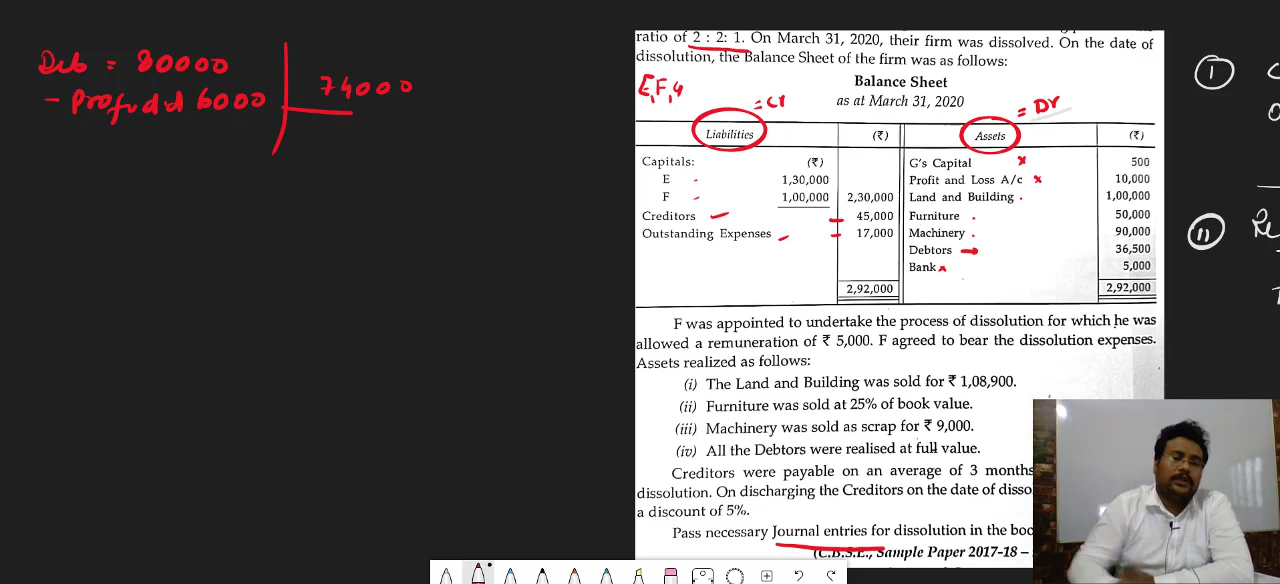 Deb = 80000
- Profudid 6000
74000
ratio of 2 : 2: 1. On March 31, 2020, their firm was dissolved. On the date of
dissolution, the Balance Sheet of the firm was as follows:
E, F, G
Balance Sheet
as at March 31, 2020
= Cr
= Dr
Liabilities (₹) Assets (₹)
Capitals: (₹) G's Capital 500
E 1,30,000 Profit and Loss A/c 10,000
F 1,00,000 2,30,000 Land and Building 1,00,000
Creditors 45,000 Furniture 50,000
Outstanding Expenses 17,000 Machinery 90,000
Debtors 36,500
Bank 5,000
2,92,000 2,92,000
F was appointed to undertake the process of dissolution for which he was
allowed a remuneration of ₹ 5,000. F agreed to bear the dissolution expenses.
Assets realized as follows:
(i) The Land and Building was sold for ₹ 1,08,900.
(ii) Furniture was sold at 25% of book value.
(iii) Machinery was sold as scrap for ₹ 9,000.
(iv) All the Debtors were realised at full value.
Creditors were payable on an average of 3 months
dissolution. On discharging the Creditors on the date of disso
a discount of 5%.
Pass necessary Journal entries for dissolution in the boo
(C.B.S.E., Sample Paper 2017-18 –
I
II